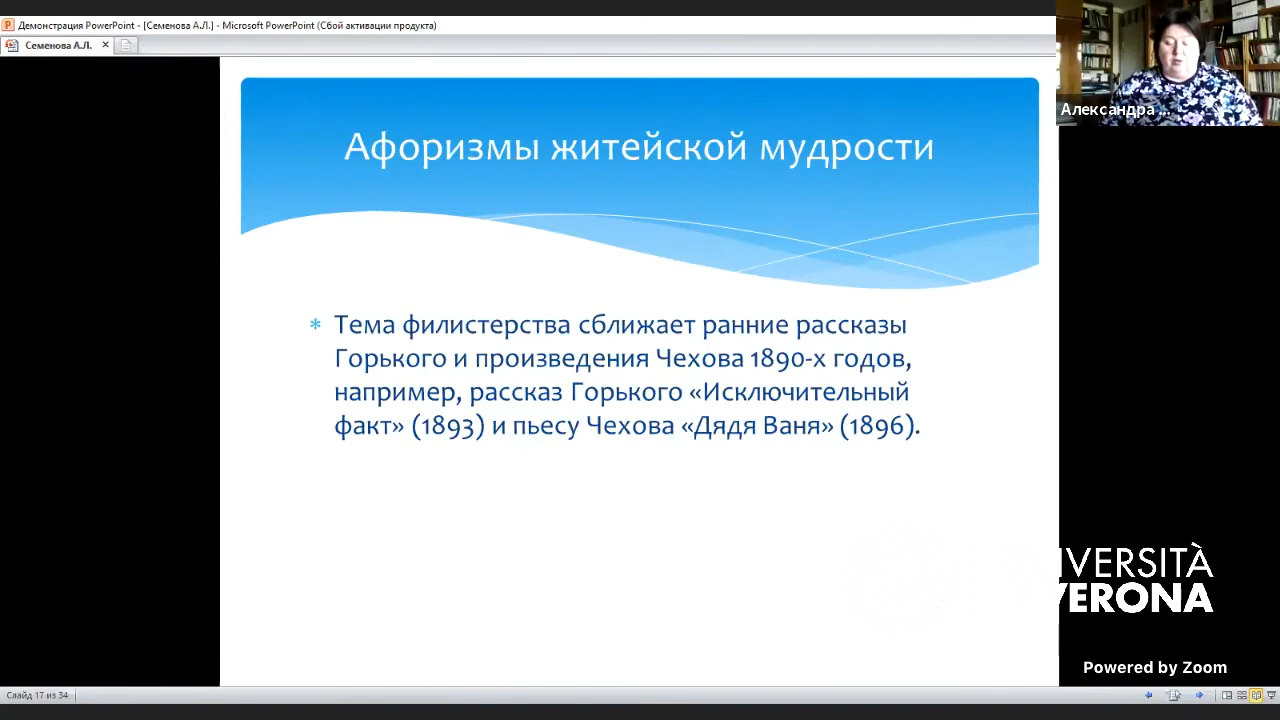 Демонстрация PowerPoint - [Семенова А.Л.] - Microsoft PowerPoint (Сбой активации продукта)
Семенова А.Л.
Александра ...
Афоризмы житейской мудрости
Тема филистерства сближает ранние рассказы
Горького и произведения Чехова 1890-х годов,
например, рассказ Горького «Исключительный
факт» (1893) и пьесу Чехова «Дядя Ваня» (1896).
IVERSITÀ
VERONA
Powered by Zoom
Слайд 17 из 34